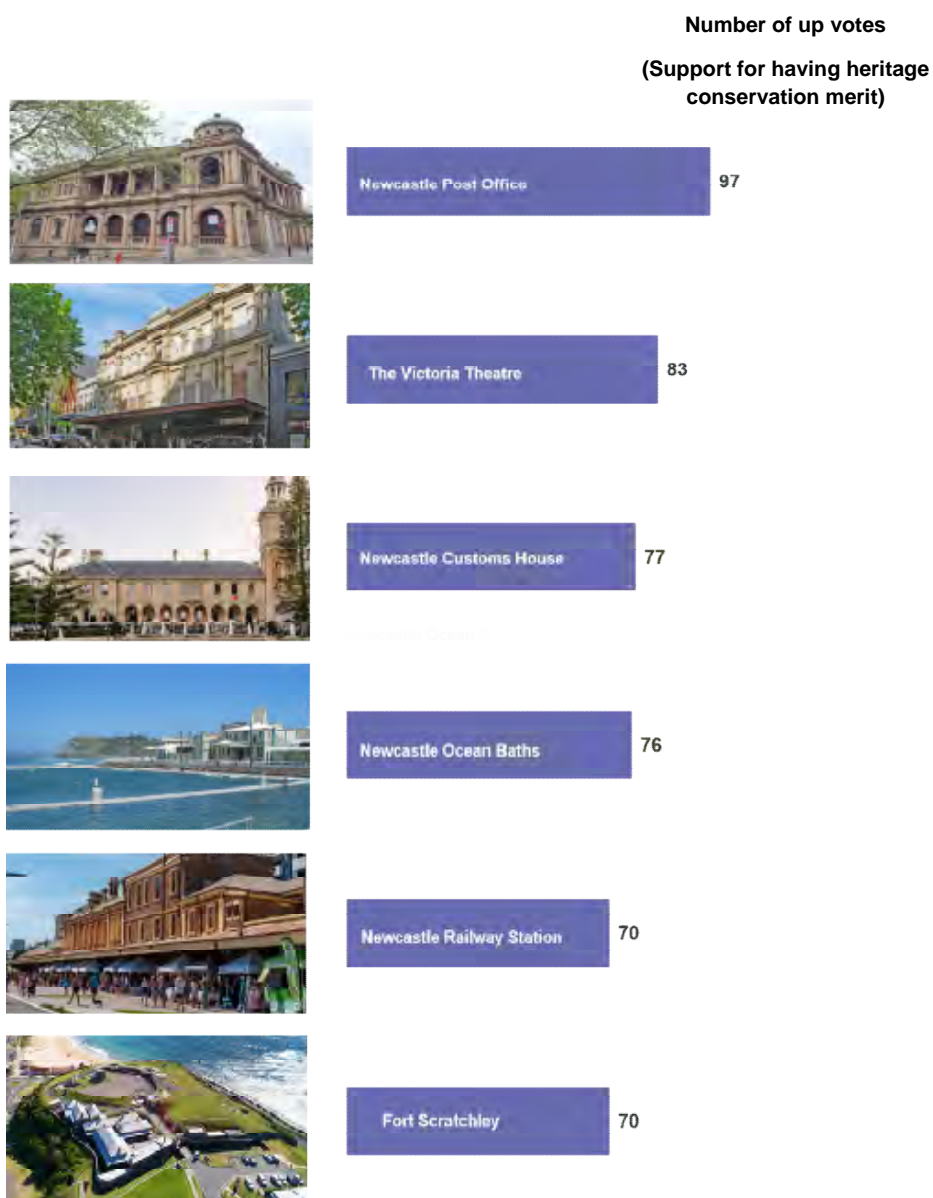 Number of up votes
(Support for having heritage
conservation merit)
Newcastle Post Office
97
The Victoria Theatre
83
Newcastle Customs House
77
Newcastle Ocean Baths
76
Newcastle Railway Station
70
Fort Scratchley
70